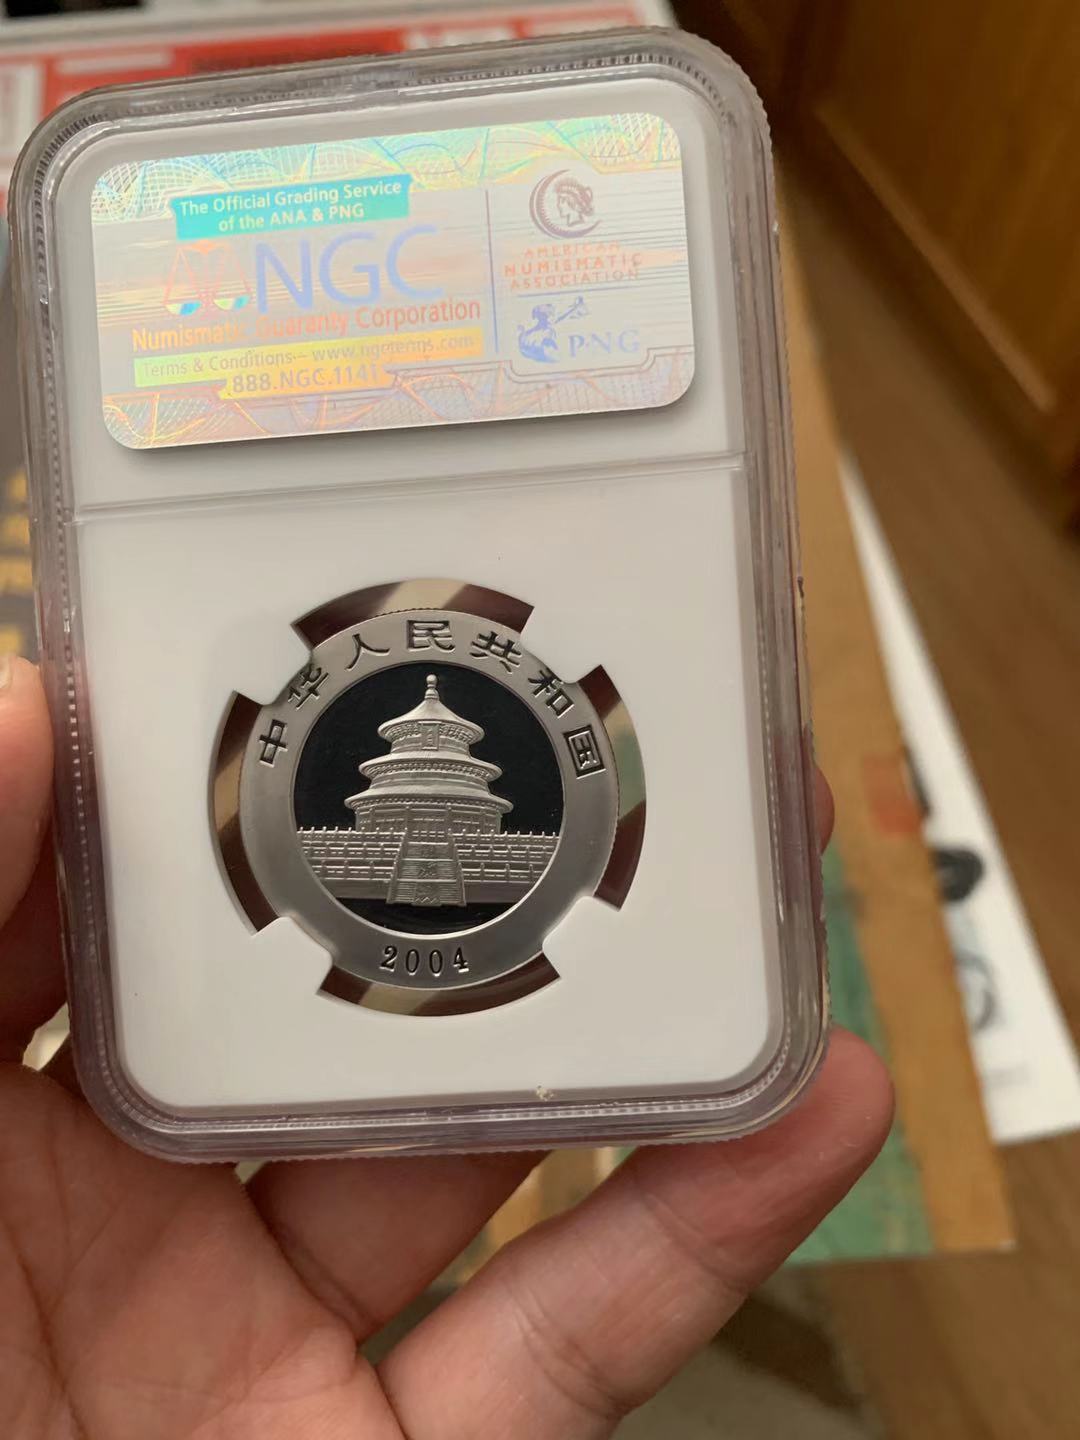 The Official Grading Service
of the ANA & PNG
NGC
Numismatic Guaranty Corporation
Terms & Conditions – www.ngcterms.com
888.NGC.1141
AMERICAN
NUMISMATIC
ASSOCIATION
PNG
中华人民共和国
2004